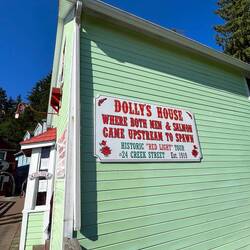 DOLLY'S HOUSE
WHERE BOTH MEN & SALMON
CAME UPSTREAM TO SPAWN
HISTORIC "RED LIGHT" TOUR
#24 CREEK STREET EST. 1919